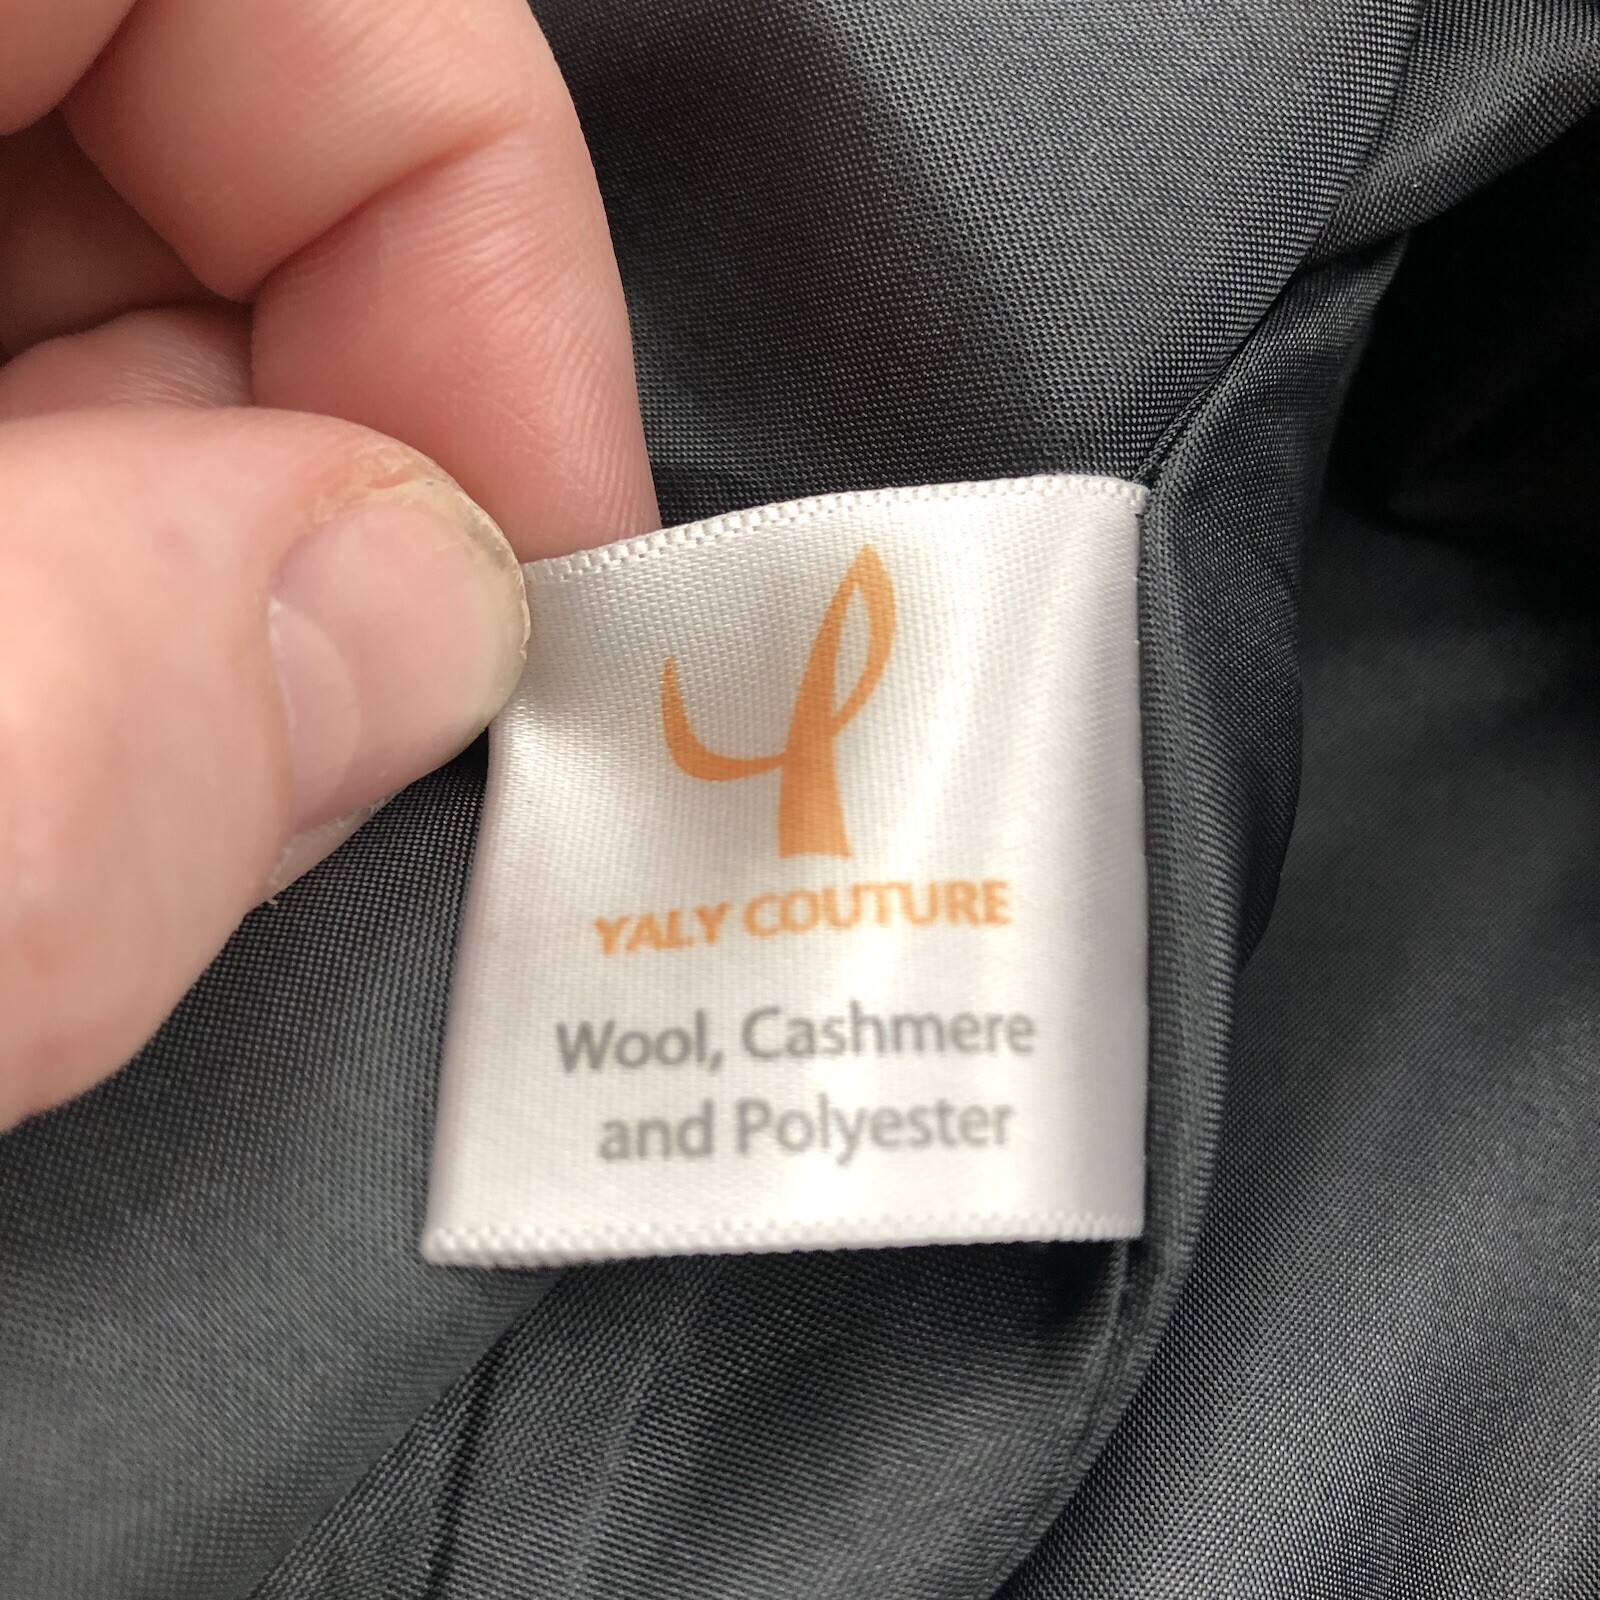 YALY COUTURE
Wool, Cashmere
and Polyester